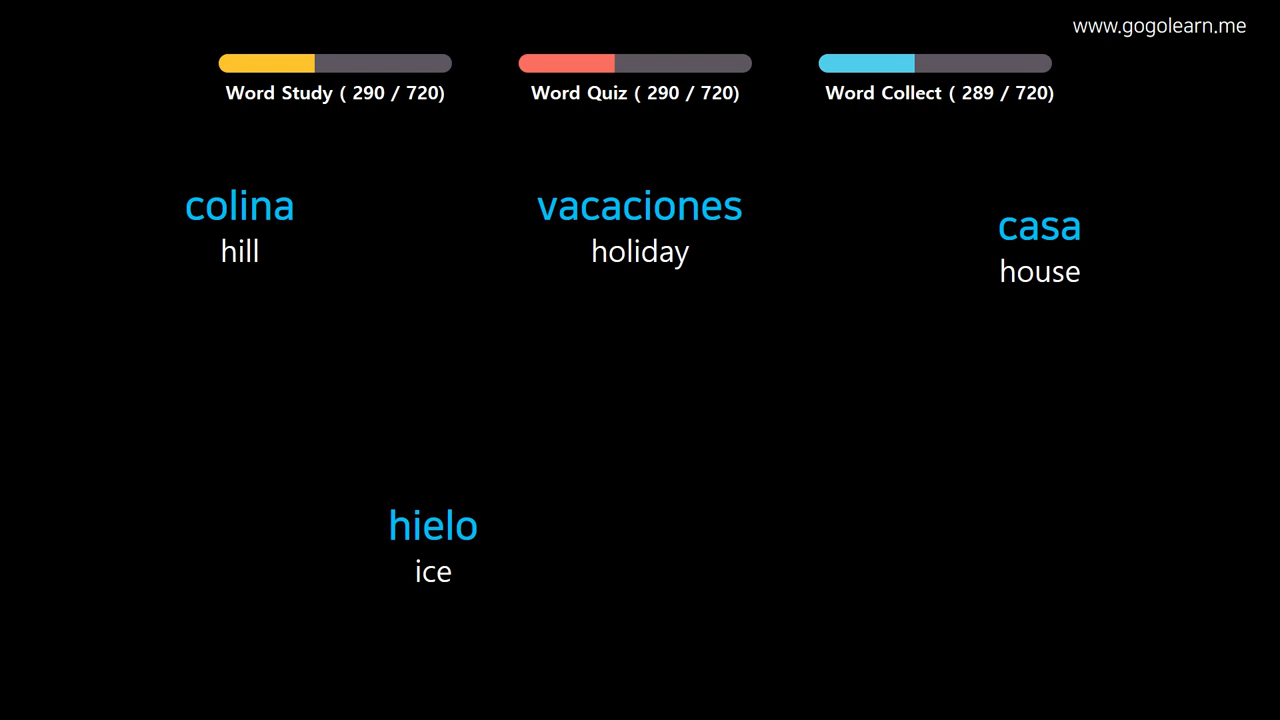 www.gogolearn.me
Word Study ( 290 / 720)
Word Quiz ( 290 / 720)
Word Collect ( 289 / 720)
colina
hill
vacaciones
holiday
casa
house
hielo
ice